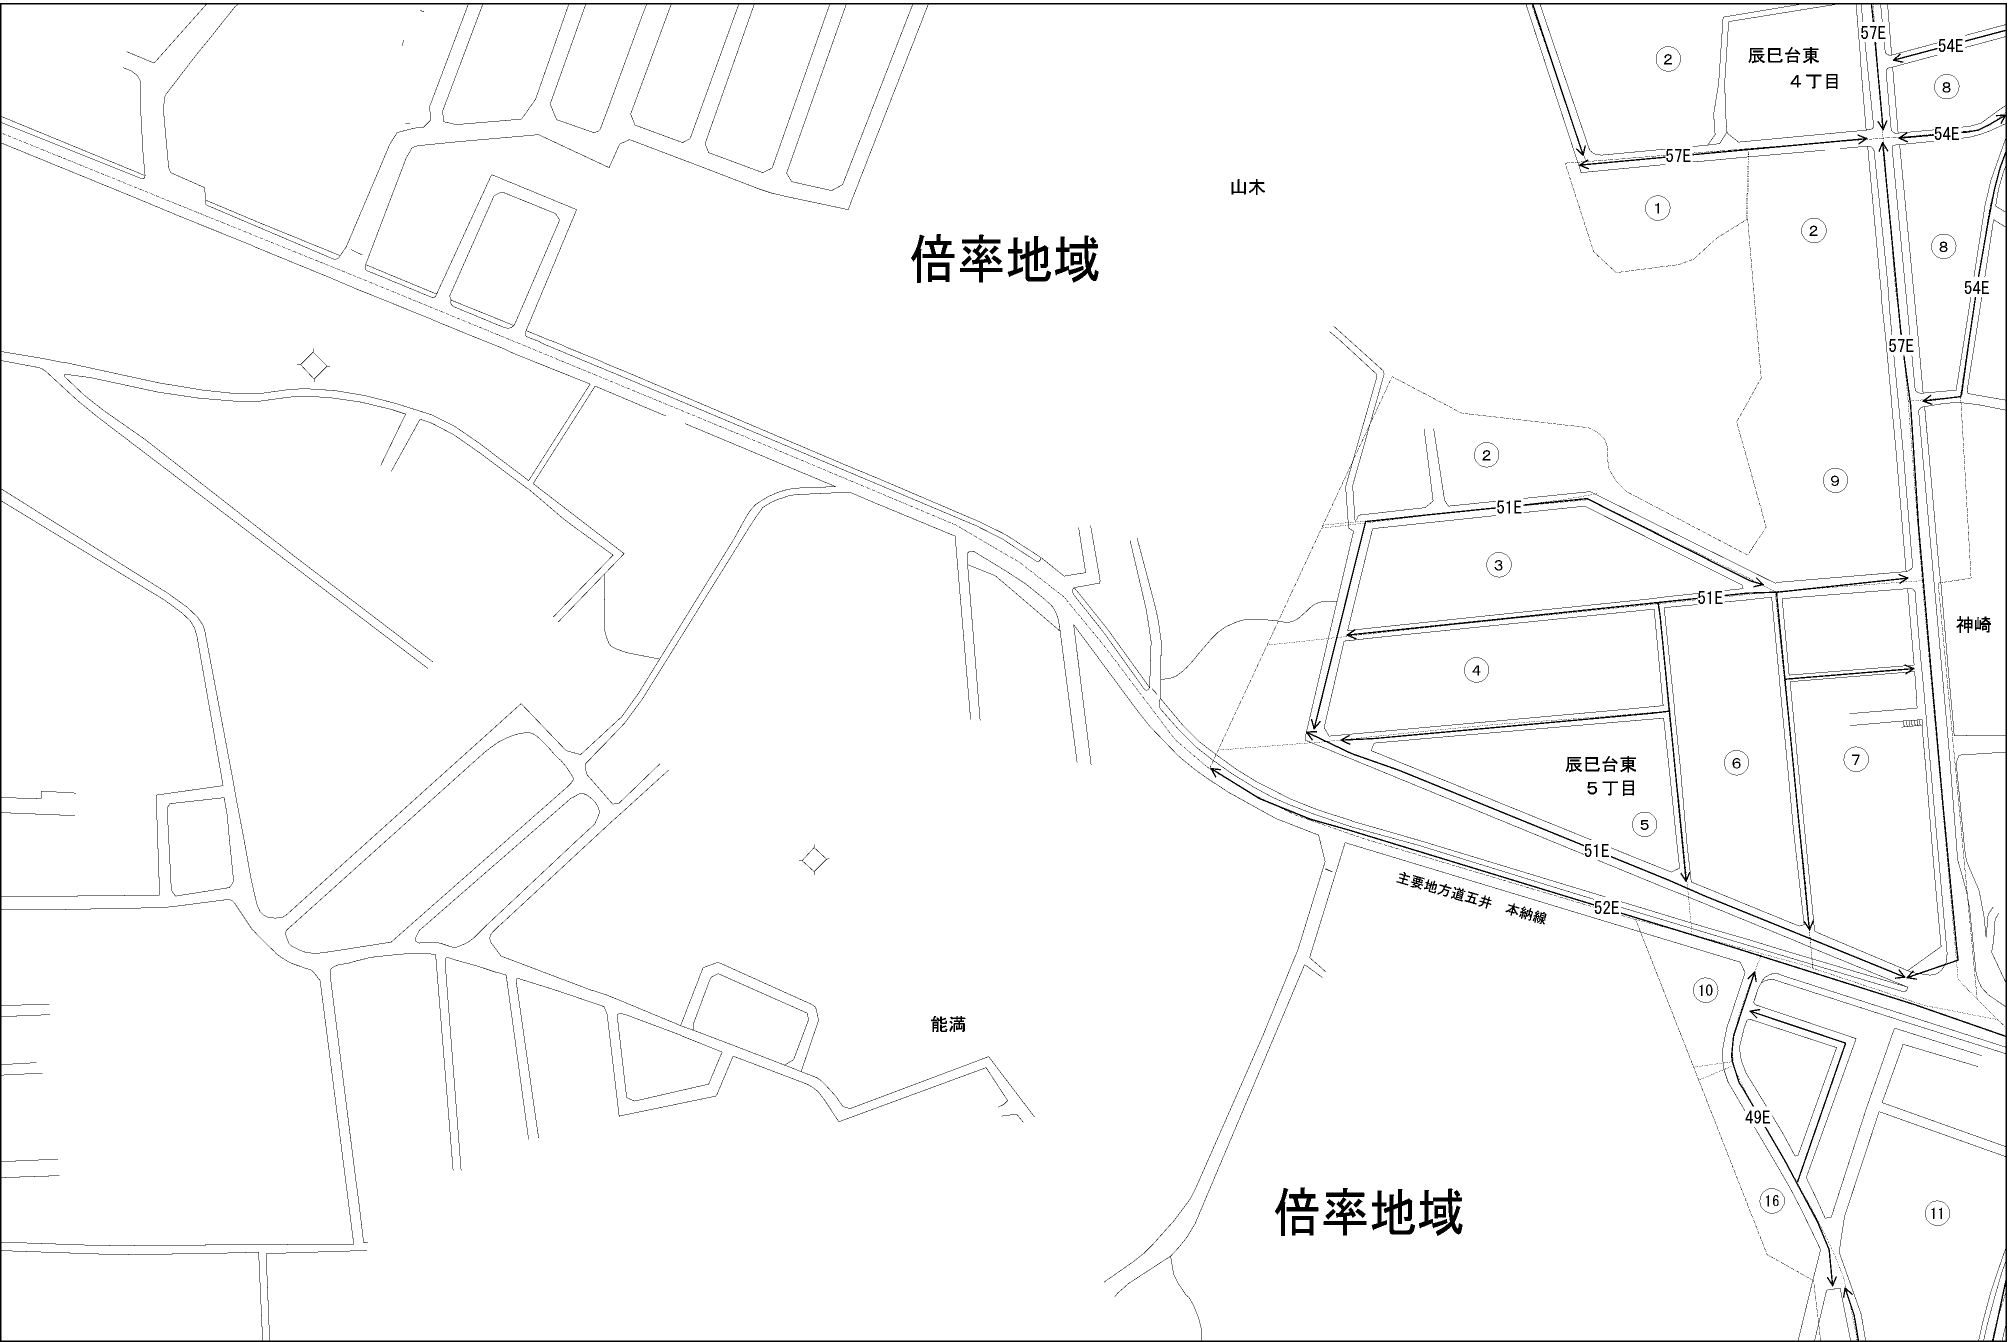 57E
54E
②
辰巳台東
４丁目
⑧
54E
57E
山木
①
②
⑧
倍率地域
54E
57E
②
⑨
51E
③
51E
神崎
④
辰巳台東
５丁目
⑥
⑦
⑤
51E
主要地方道五井　本納線
52E
⑩
能満
49E
⑯
倍率地域
⑪